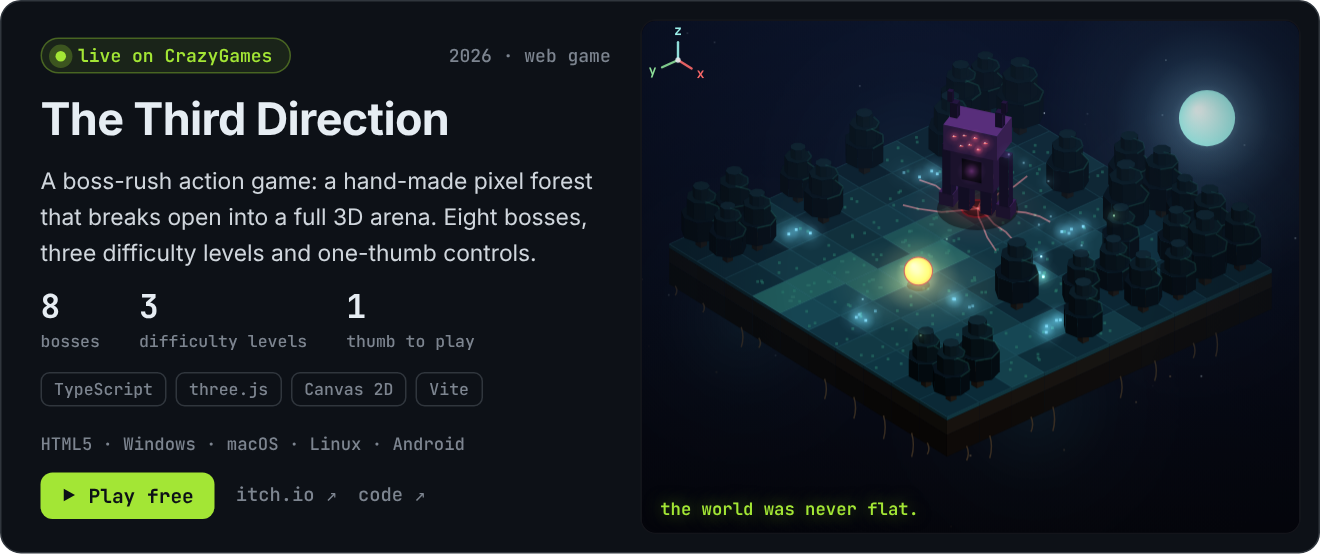 live on CrazyGames
2026 · web game
The Third Direction
A boss-rush action game: a hand-made pixel forest
that breaks open into a full 3D arena. Eight bosses,
three difficulty levels and one-thumb controls.
8 3 1
bosses difficulty levels thumb to play
TypeScript three.js Canvas 2D Vite
HTML5 · Windows · macOS · Linux · Android
▶ Play free itch.io ↗ code ↗
z
y x
the world was never flat.